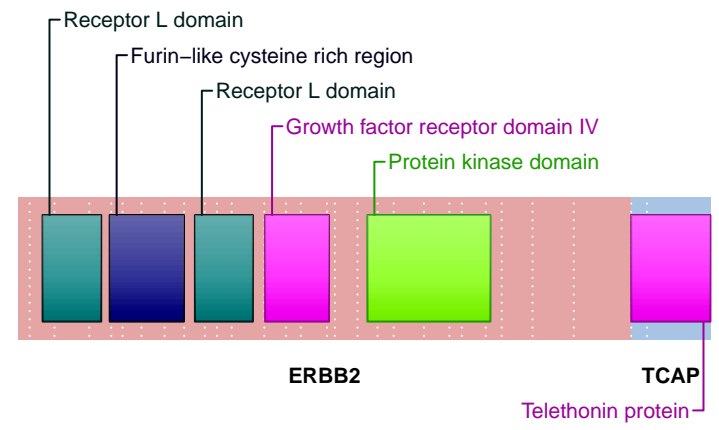 Receptor L domain
Furin−like cysteine rich region
Receptor L domain
Growth factor receptor domain IV
Protein kinase domain
ERBB2
TCAP
Telethonin protein